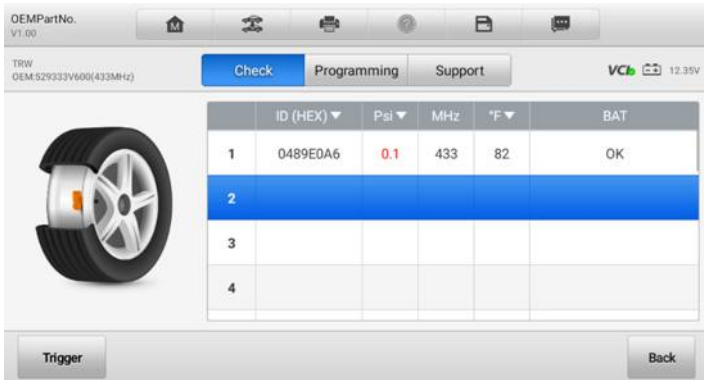 OEMPartNo.
V1.00
M
TRW
OEM:529333V600(433MHz)
Check Programming Support
VCI 12.35V
ID (HEX) Psi MHz °F BAT
1 0489E0A6 0.1 433 82 OK
2
3
4
Trigger Back